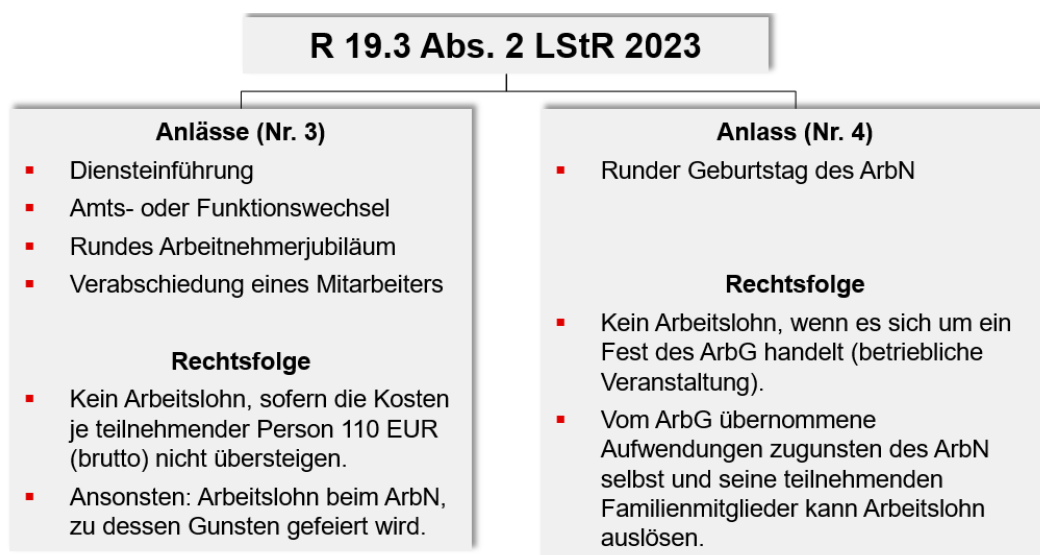 R 19.3 Abs. 2 LStR 2023
Anlässe (Nr. 3)
Diensteinführung
Amts- oder Funktionswechsel
Rundes Arbeitnehmerjubiläum
Verabschiedung eines Mitarbeiters
Rechtsfolge
Kein Arbeitslohn, sofern die Kosten
je teilnehmender Person 110 EUR
(brutto) nicht übersteigen.
Ansonsten: Arbeitslohn beim ArbN,
zu dessen Gunsten gefeiert wird.
Anlass (Nr. 4)
Runder Geburtstag des ArbN
Rechtsfolge
Kein Arbeitslohn, wenn es sich um ein
Fest des ArbG handelt (betriebliche
Veranstaltung).
Vom ArbG übernommene
Aufwendungen zugunsten des ArbN
selbst und seine teilnehmenden
Familienmitglieder kann Arbeitslohn
auslösen.